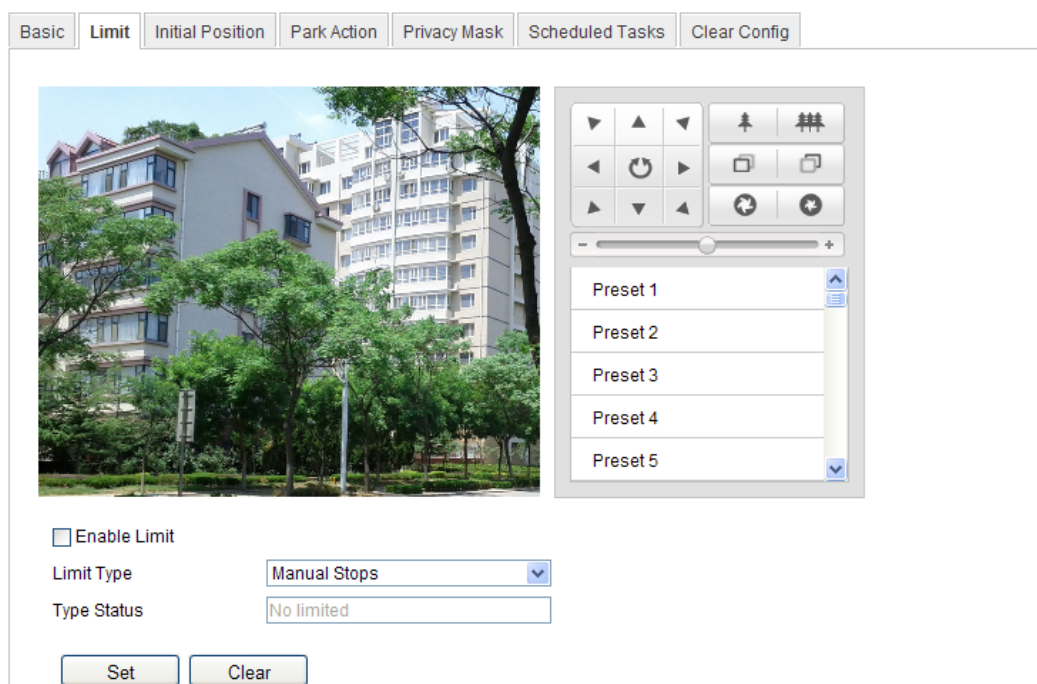 Basic Limit Initial Position Park Action Privacy Mask Scheduled Tasks Clear Config
Preset 1
Preset 2
Preset 3
Preset 4
Preset 5
Enable Limit
Limit Type Manual Stops
Type Status No limited
Set Clear